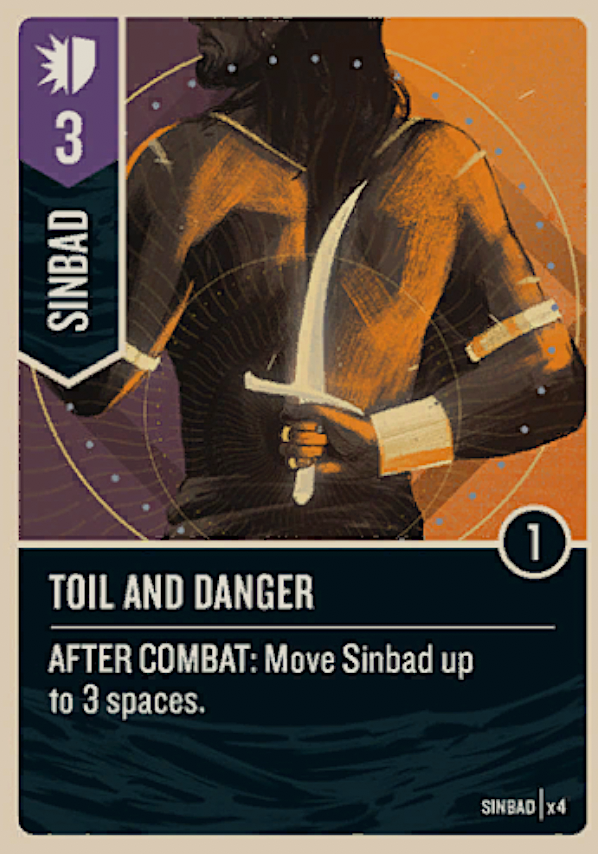 3
SINBAD
1
TOIL AND DANGER
AFTER COMBAT: Move Sinbad up
to 3 spaces.
SINBAD | x4